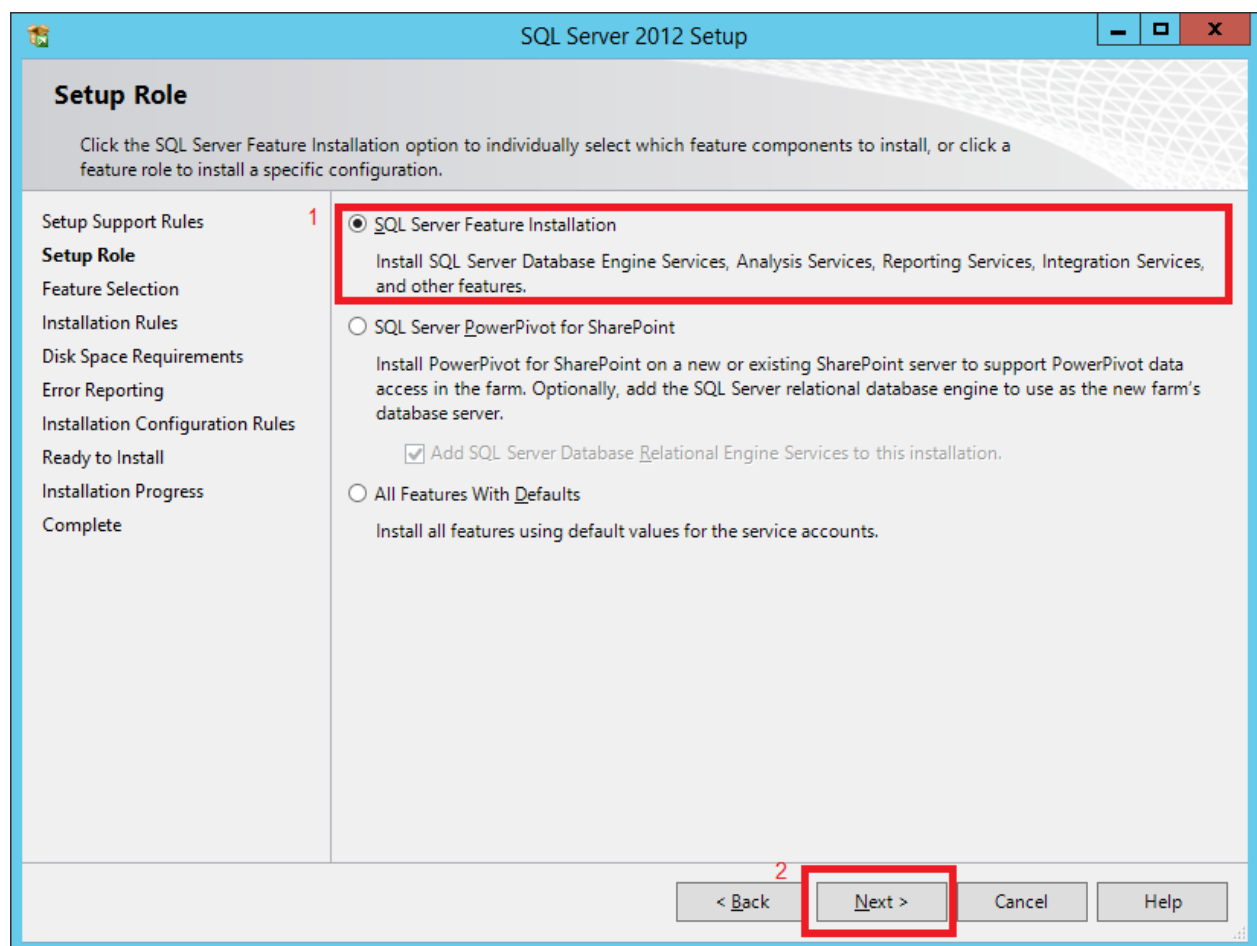 SQL Server 2012 Setup
Setup Role
Click the SQL Server Feature Installation option to individually select which feature components to install, or click a
feature role to install a specific configuration.
Setup Support Rules
Setup Role
Feature Selection
Installation Rules
Disk Space Requirements
Error Reporting
Installation Configuration Rules
Ready to Install
Installation Progress
Complete
1
SQL Server Feature Installation
Install SQL Server Database Engine Services, Analysis Services, Reporting Services, Integration Services,
and other features.
SQL Server PowerPivot for SharePoint
Install PowerPivot for SharePoint on a new or existing SharePoint server to support PowerPivot data
access in the farm. Optionally, add the SQL Server relational database engine to use as the new farm's
database server.
Add SQL Server Database Relational Engine Services to this installation.
All Features With Defaults
Install all features using default values for the service accounts.
2
< Back
Next >
Cancel
Help